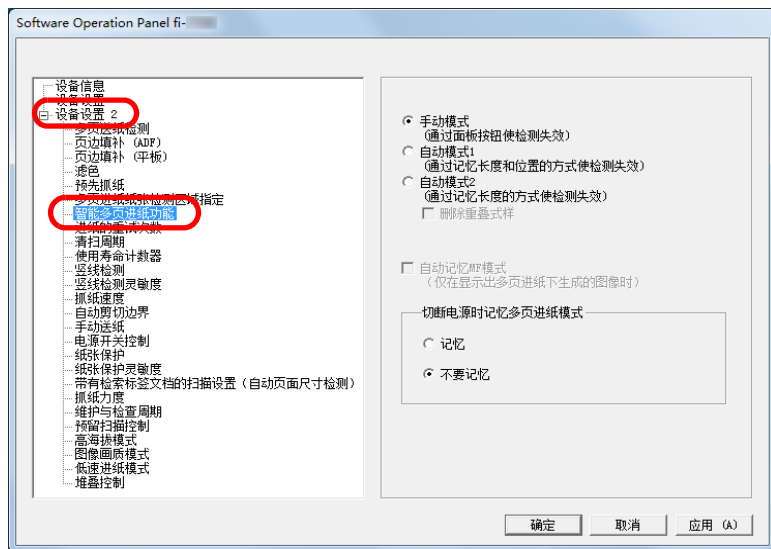 Software Operation Panel fi-
设备信息
设备设置
设备设置 2
多页送纸检测
页边填补 (ADF)
页边填补 (平板)
滤色
预先抓纸
多页进纸纸张检测区域指定
智能多页进纸功能
进纸的重试次数
清扫周期
使用寿命计数器
竖线检测
竖线检测灵敏度
抓纸速度
自动剪切边界
手动送纸
电源开关控制
纸张保护
纸张保护灵敏度
带有检索标签文档的扫描设置(自动页面尺寸检测)
抓纸力度
维护与检查周期
预留扫描控制
高海拔模式
图像画质模式
低速进纸模式
堆叠控制
手动模式
(通过面板按钮使检测失效)
自动模式1
(通过记忆长度和位置的方式使检测失效)
自动模式2
(通过记忆长度的方式使检测失效)
删除重叠式样
自动记忆MF模式
(仅在显示出多页进纸下生成的图像时)
切断电源时记忆多页进纸模式
记忆
不要记忆
确定 取消 应用 (A)